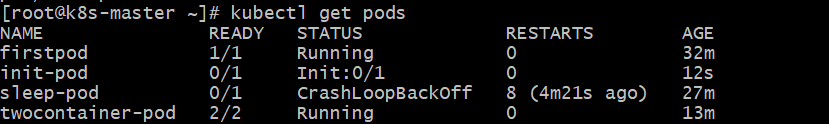 [root@k8s-master ~]# kubectl get pods
NAME READY STATUS RESTARTS AGE
firstpod 1/1 Running 0 32m
init-pod 0/1 Init:0/1 0 12s
sleep-pod 0/1 CrashLoopBackOff 8 (4m21s ago) 27m
twocontainer-pod 2/2 Running 0 13m